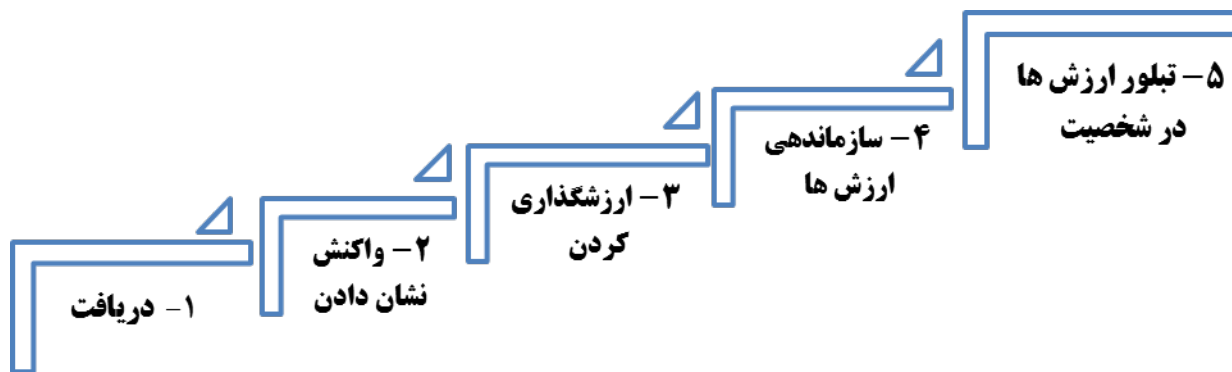 ۱- دریافت
۲- واکنش
نشان دادن
۳- ارزشگذاری
کردن
۴- سازماندهی
ارزش ها
۵- تبلور ارزش ها
در شخصیت